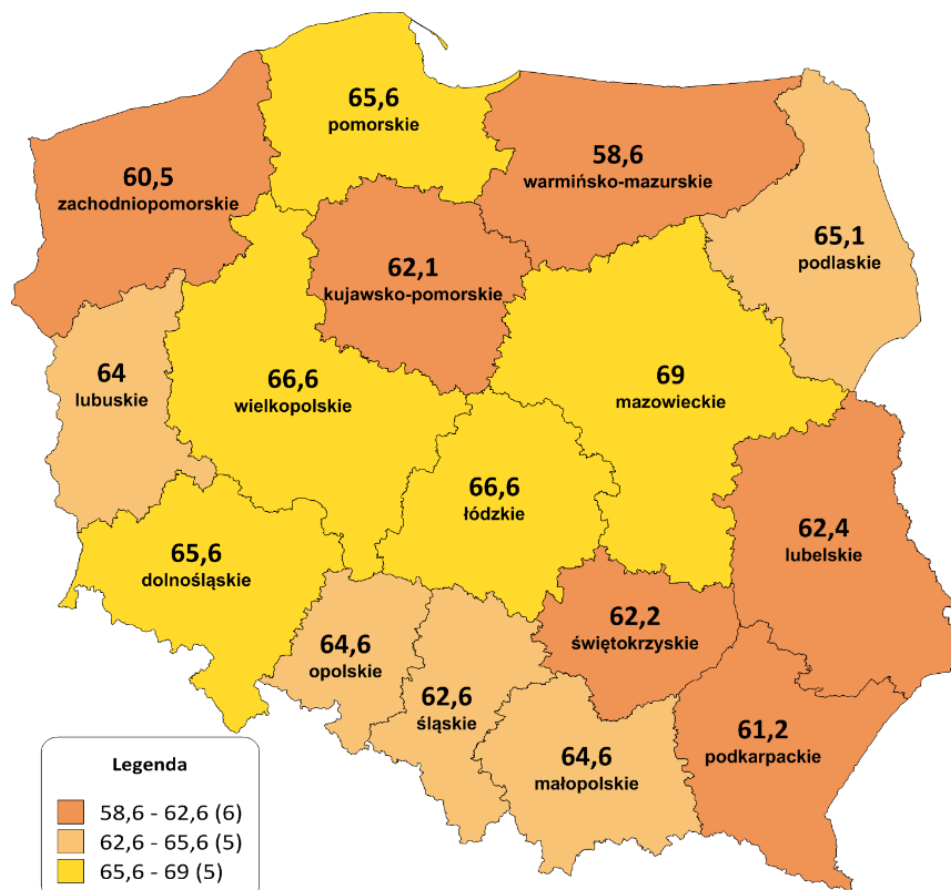 65,6
pomorskie
58,6
warmińsko-mazurskie
60,5
zachodniopomorskie
65,1
podlaskie
62,1
kujawsko-pomorskie
64
lubuskie
66,6
wielkopolskie
69
mazowieckie
66,6
łódzkie
62,4
lubelskie
65,6
dolnośląskie
62,2
świętokrzyskie
64,6
opolskie
62,6
śląskie
64,6
małopolskie
61,2
podkarpackie
Legenda
58,6 - 62,6 (6)
62,6 - 65,6 (5)
65,6 - 69 (5)